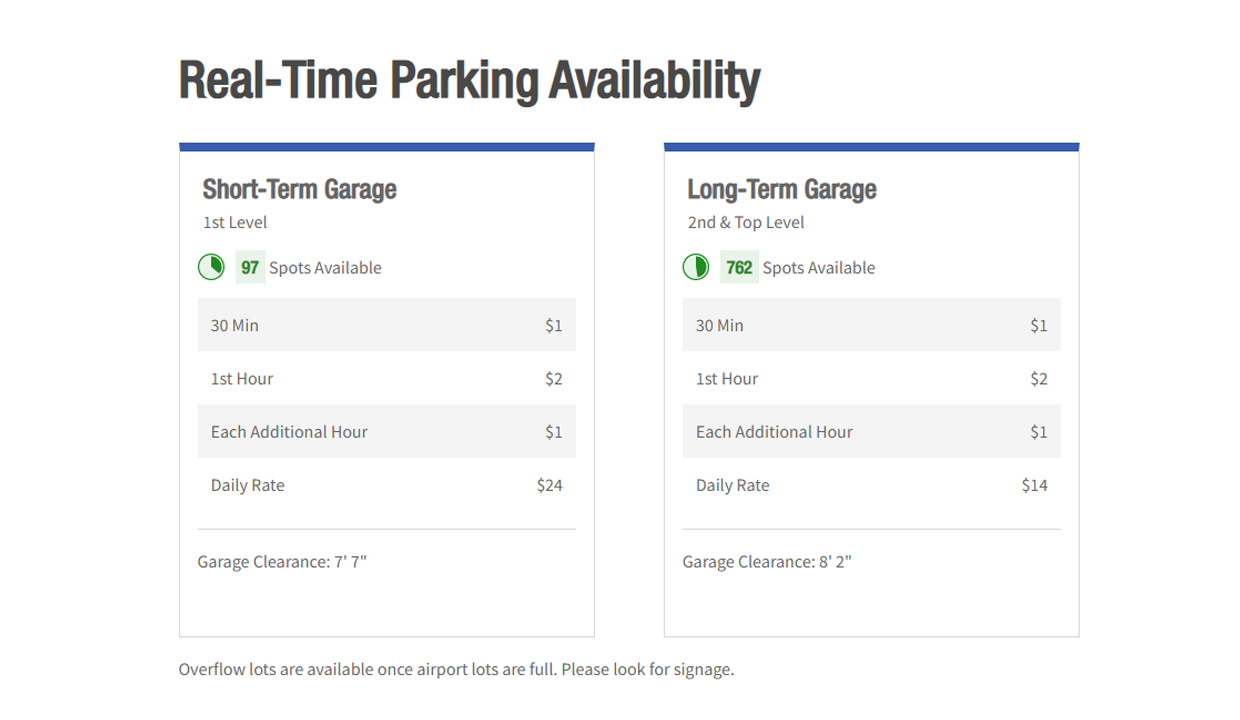 Real-Time Parking Availability
Short-Term Garage
1st Level
97 Spots Available
30 Min $1
1st Hour $2
Each Additional Hour $1
Daily Rate $24
Garage Clearance: 7' 7"
Long-Term Garage
2nd & Top Level
762 Spots Available
30 Min $1
1st Hour $2
Each Additional Hour $1
Daily Rate $14
Garage Clearance: 8' 2"
Overflow lots are available once airport lots are full. Please look for signage.